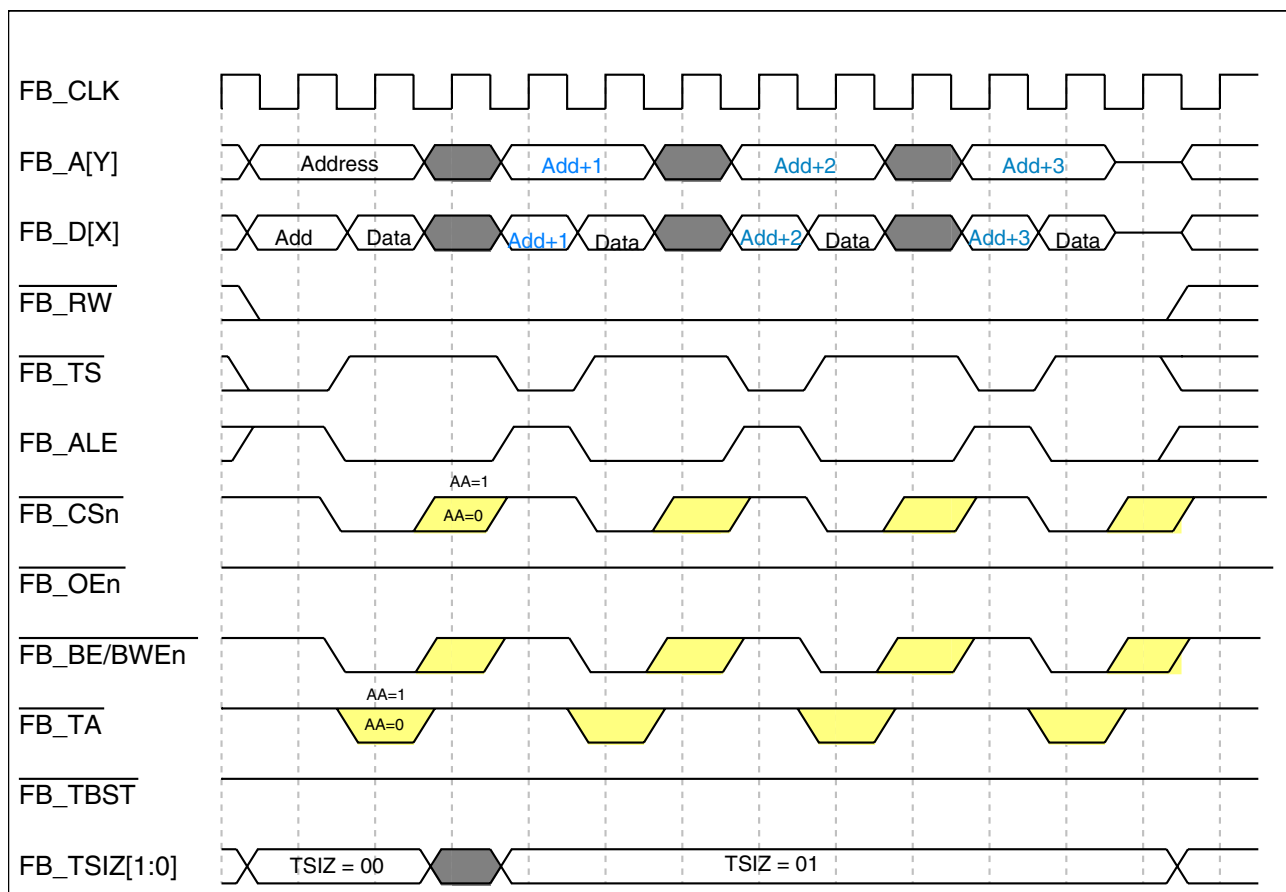 FB_CLK
FB_A[Y] Address Add+1 Add+2 Add+3
FB_D[X] Add Data Add+1 Data Add+2 Data Add+3 Data
FB_RW
FB_TS
FB_ALE
AA=1
FB_CSn AA=0
FB_OEn
FB_BE/BWEn
AA=1
FB_TA AA=0
FB_TBST
FB_TSIZ[1:0] TSIZ = 00 TSIZ = 01